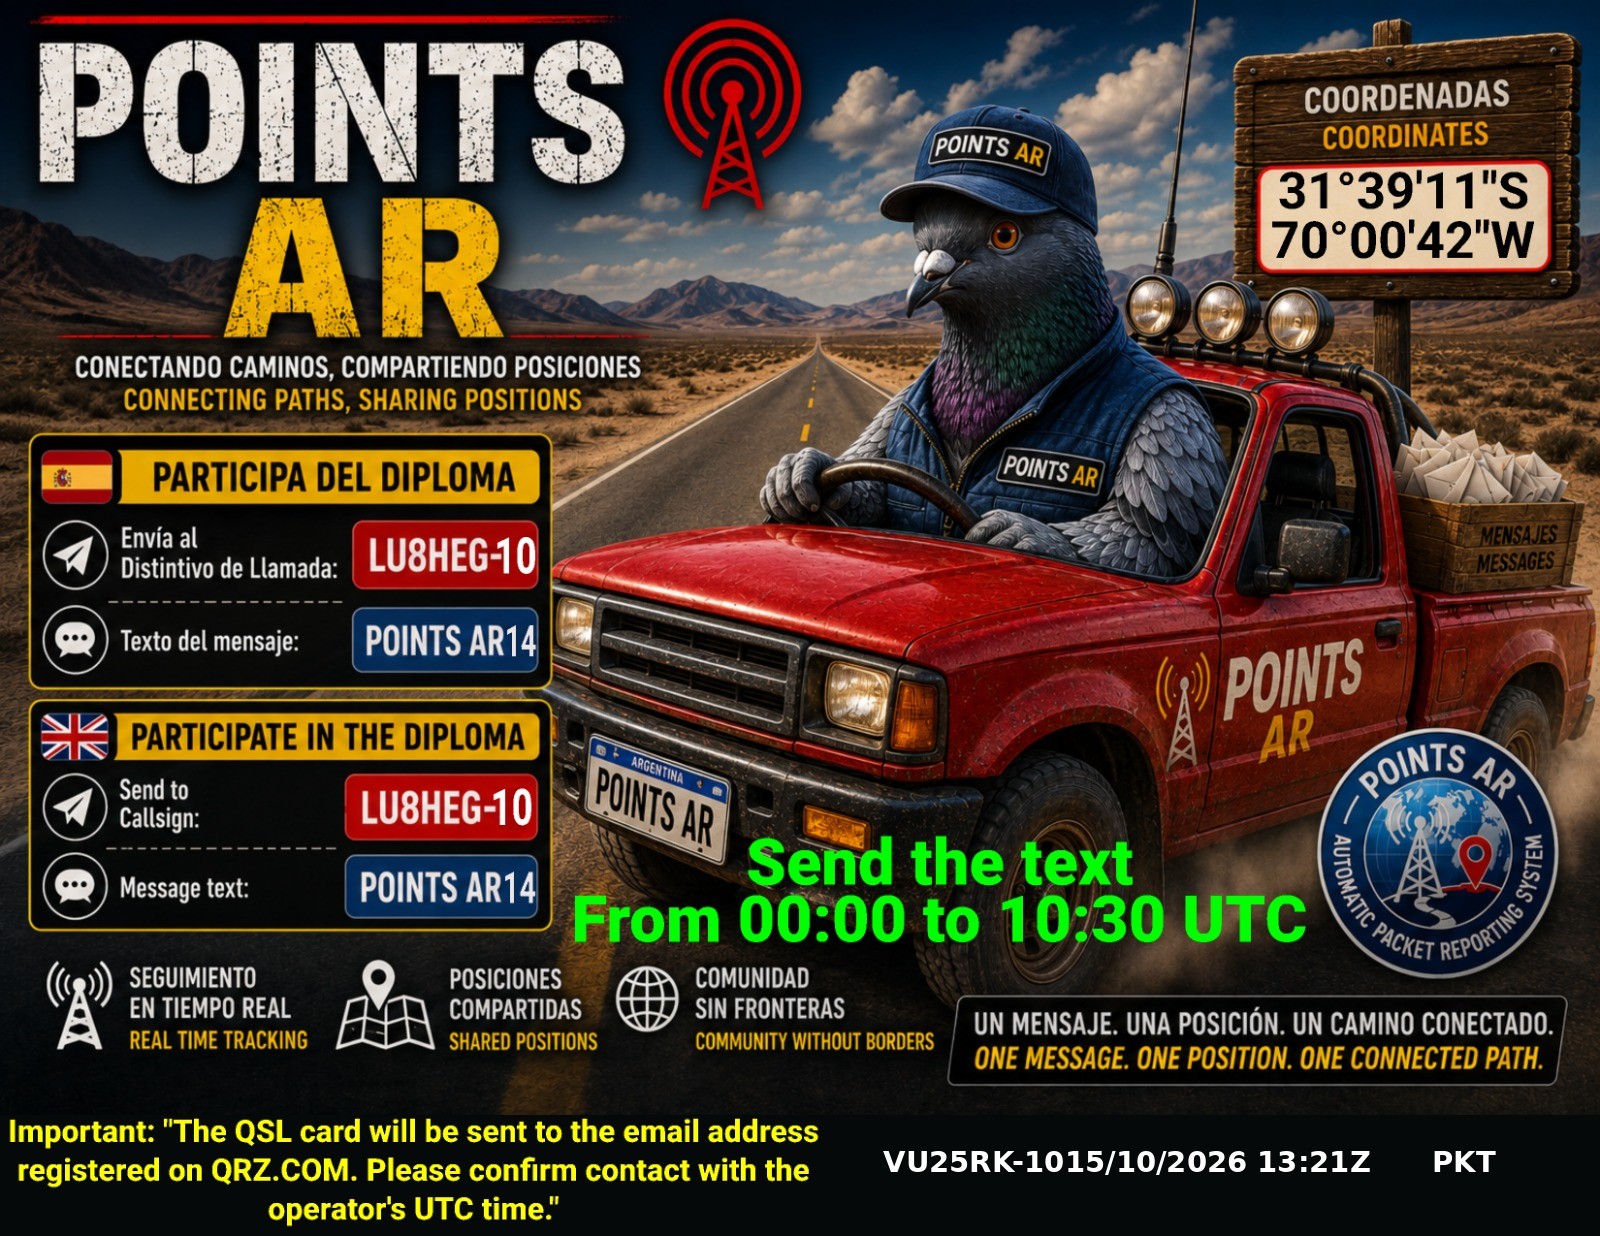 POINTS
AR
CONECTANDO CAMINOS, COMPARTIENDO POSICIONES
CONNECTING PATHS, SHARING POSITIONS
COORDENADAS
COORDINATES
31°39'11"S
70°00'42"W
POINTS AR
POINTS AR
MENSAJES
MESSAGES
PARTICIPA DEL DIPLOMA
Envía al
Distintivo de Llamada:
LU8HEG-10
Texto del mensaje:
POINTS AR14
PARTICIPATE IN THE DIPLOMA
Send to
Callsign:
LU8HEG-10
Message text:
POINTS AR14
POINTS
AR
ARGENTINA
POINTS AR
Send the text
From 00:00 to 10:30 UTC
POINTS AR
AUTOMATIC PACKET REPORTING SYSTEM
SEGUIMIENTO
EN TIEMPO REAL
REAL TIME TRACKING
POSICIONES
COMPARTIDAS
SHARED POSITIONS
COMUNIDAD
SIN FRONTERAS
COMMUNITY WITHOUT BORDERS
UN MENSAJE. UNA POSICIÓN. UN CAMINO CONECTADO.
ONE MESSAGE. ONE POSITION. ONE CONNECTED PATH.
Important: "The QSL card will be sent to the email address
registered on QRZ.COM. Please confirm contact with the
operator's UTC time."
VU25RK-1015/10/2026 13:21Z PKT